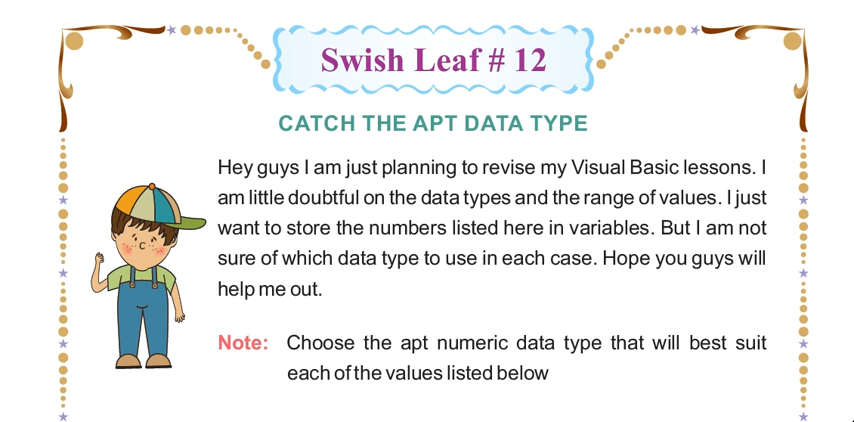 Swish Leaf # 12
CATCH THE APT DATA TYPE
Hey guys I am just planning to revise my Visual Basic lessons. I
am little doubtful on the data types and the range of values. I just
want to store the numbers listed here in variables. But I am not
sure of which data type to use in each case. Hope you guys will
help me out.
Note: Choose the apt numeric data type that will best suit
each of the values listed below